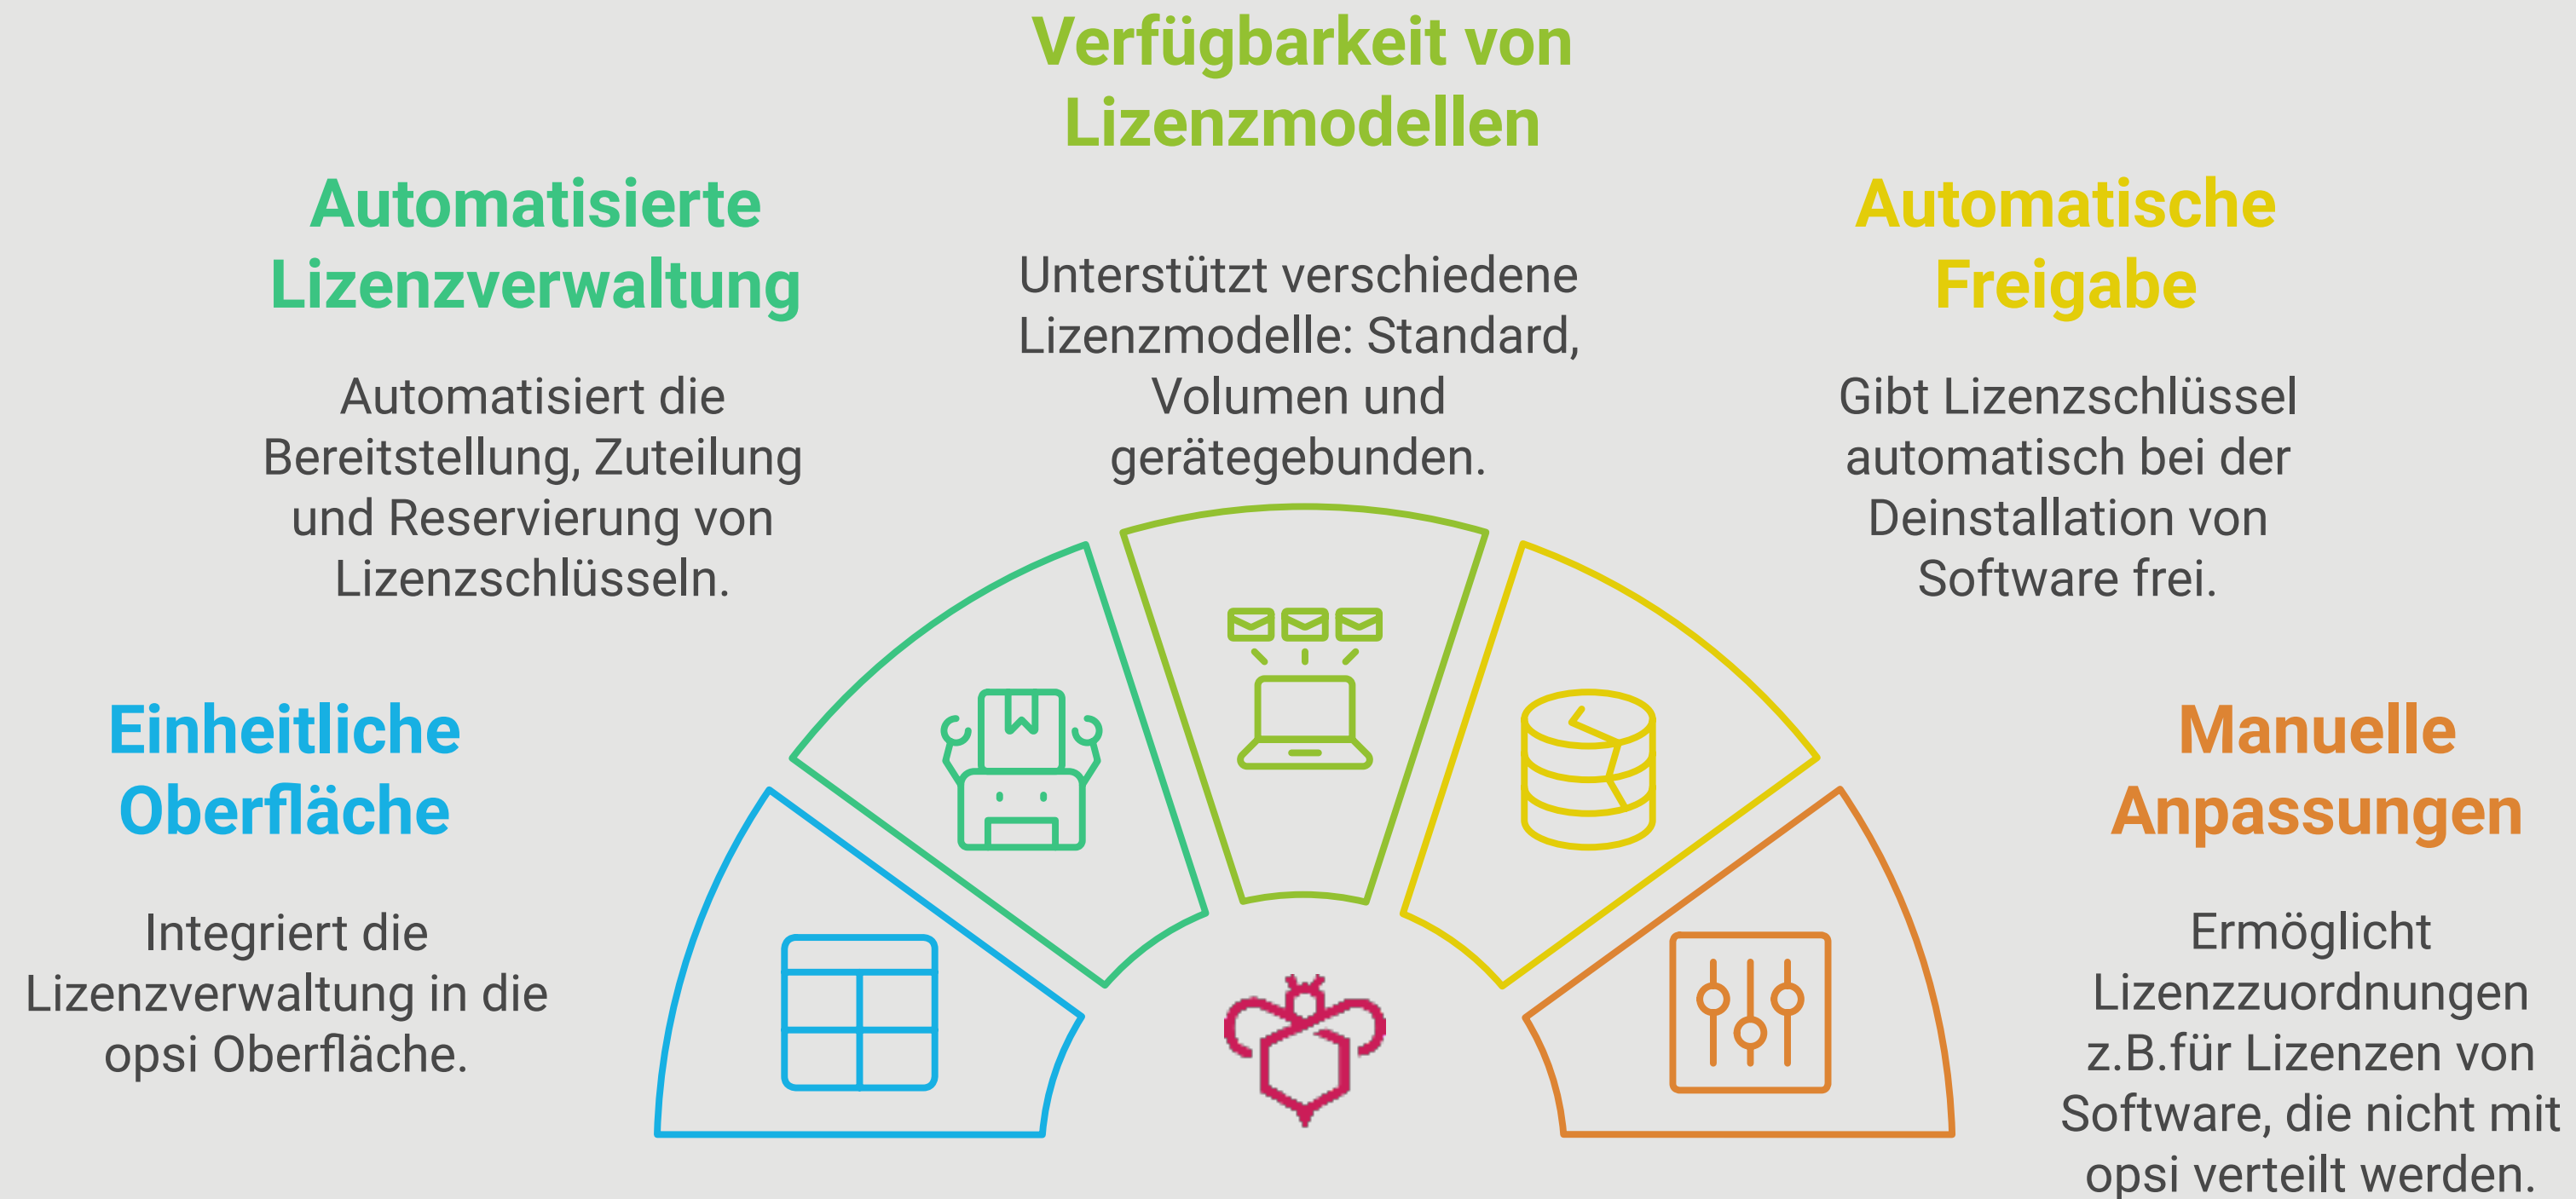 Verfügbarkeit von
Lizenzmodellen
Unterstützt verschiedene
Lizenzmodelle: Standard,
Volumen und
gerätegebunden.
Automatisierte
Lizenzverwaltung
Automatisiert die
Bereitstellung, Zuteilung
und Reservierung von
Lizenzschlüsseln.
Automatische
Freigabe
Gibt Lizenzschlüssel
automatisch bei der
Deinstallation von
Software frei.
Einheitliche
Oberfläche
Integriert die
Lizenzverwaltung in die
opsi Oberfläche.
Manuelle
Anpassungen
Ermöglicht
Lizenzzuordnungen
z.B.für Lizenzen von
Software, die nicht mit
opsi verteilt werden.